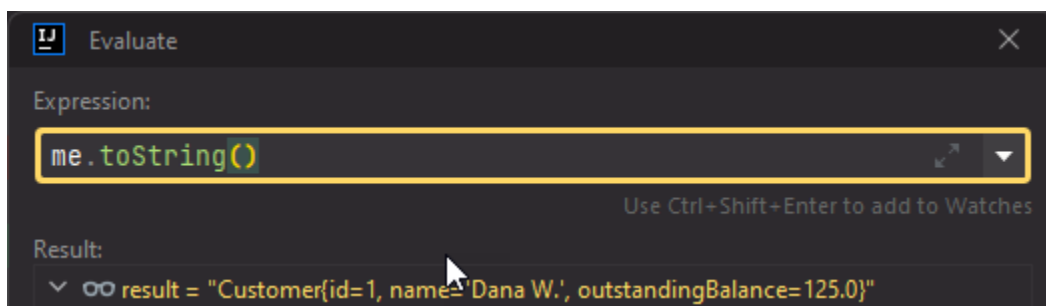 IJ Evaluate
Expression:
me.toString()
Use Ctrl+Shift+Enter to add to Watches
Result:
result = "Customer{id=1, name='Dana W.', outstandingBalance=125.0}"